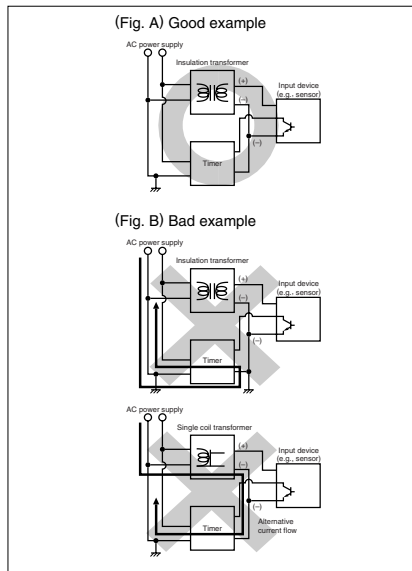 (Fig. A) Good example
AC power supply
Insulation transformer
(+)
Input device
(e.g., sensor)
(–)
(–)
Timer
(Fig. B) Bad example
AC power supply
Insulation transformer
(+)
Input device
(e.g., sensor)
(–)
(–)
Timer
AC power supply
Single coil transformer
(+)
Input device
(e.g., sensor)
(–)
(–)
Timer
Alternative
current flow